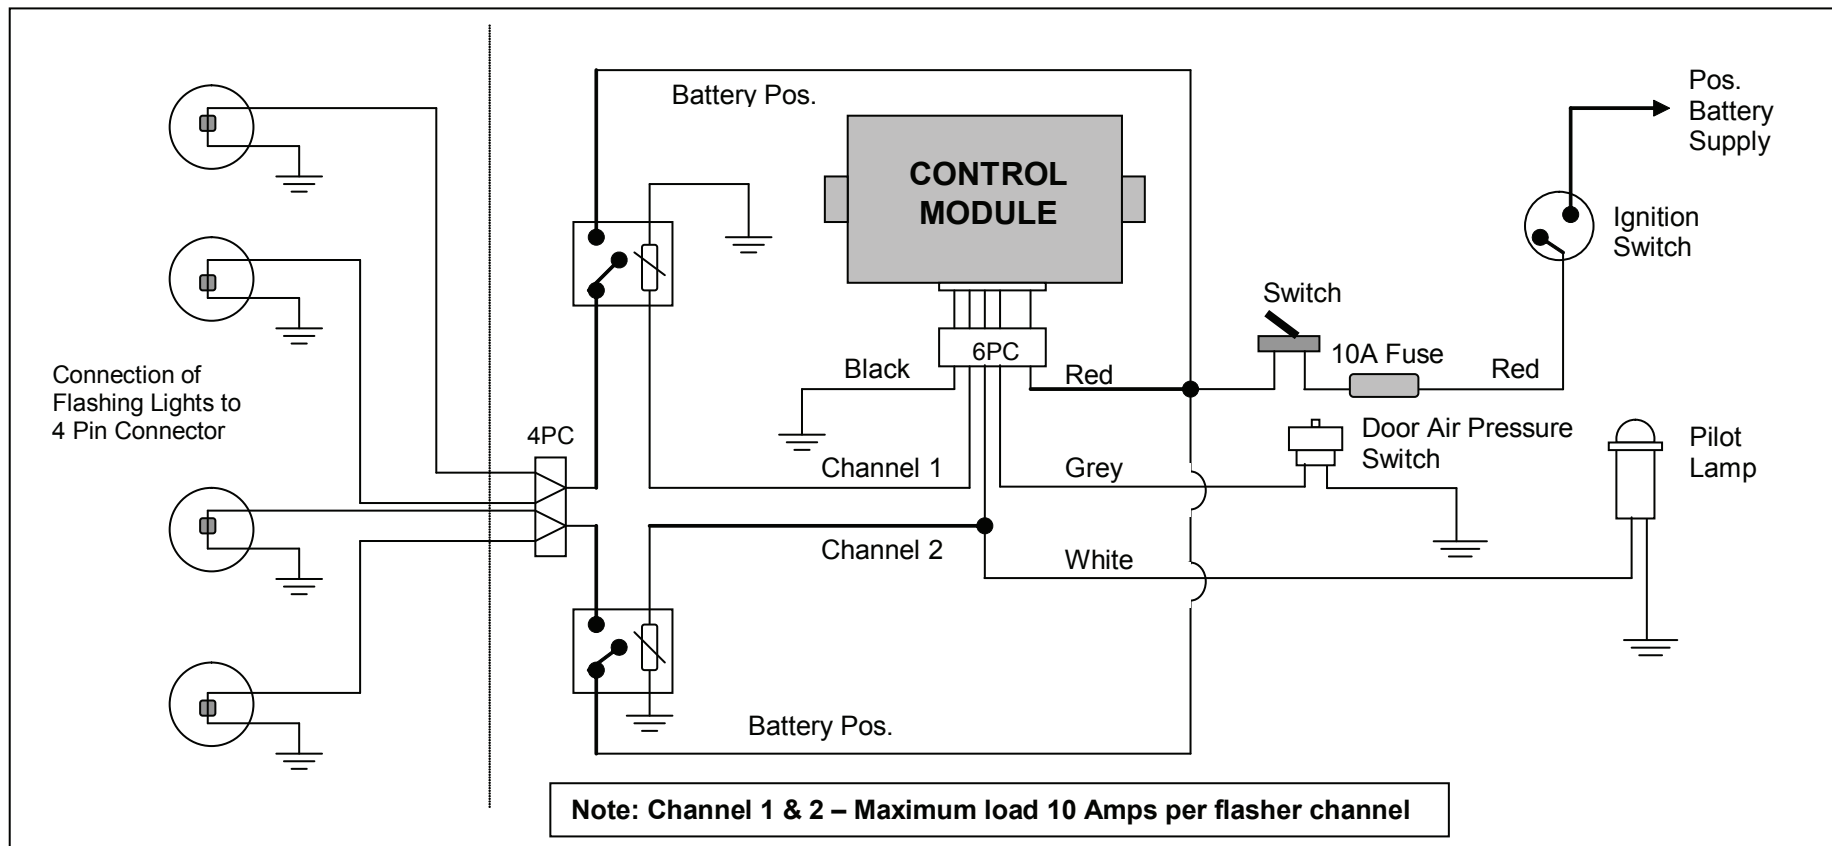 Battery Pos.
CONTROL
MODULE
Pos.
Battery
Supply
Ignition
Switch
Switch
10A Fuse
Red
6PC
Black
Red
Connection of
Flashing Lights to
4 Pin Connector
4PC
Channel 1
Grey
Door Air Pressure
Switch
Pilot
Lamp
Channel 2
White
Battery Pos.
Note: Channel 1 & 2 – Maximum load 10 Amps per flasher channel